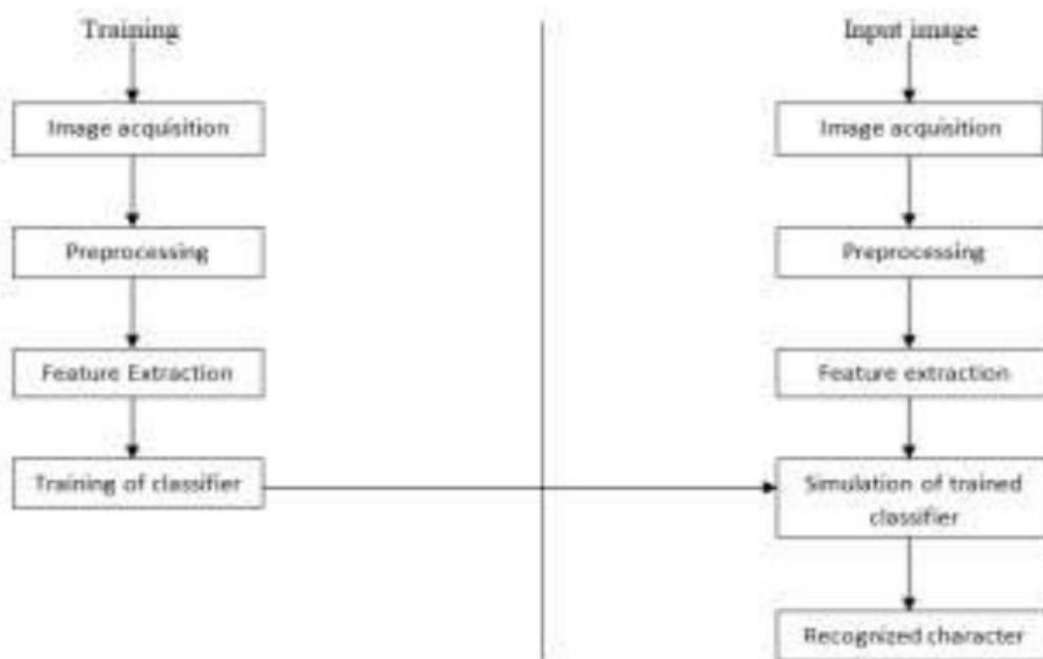 Training
Image acquisition
Preprocessing
Feature Extraction
Training of classifier
Input image
Image acquisition
Preprocessing
Feature extraction
Simulation of trained
classifier
Recognized character